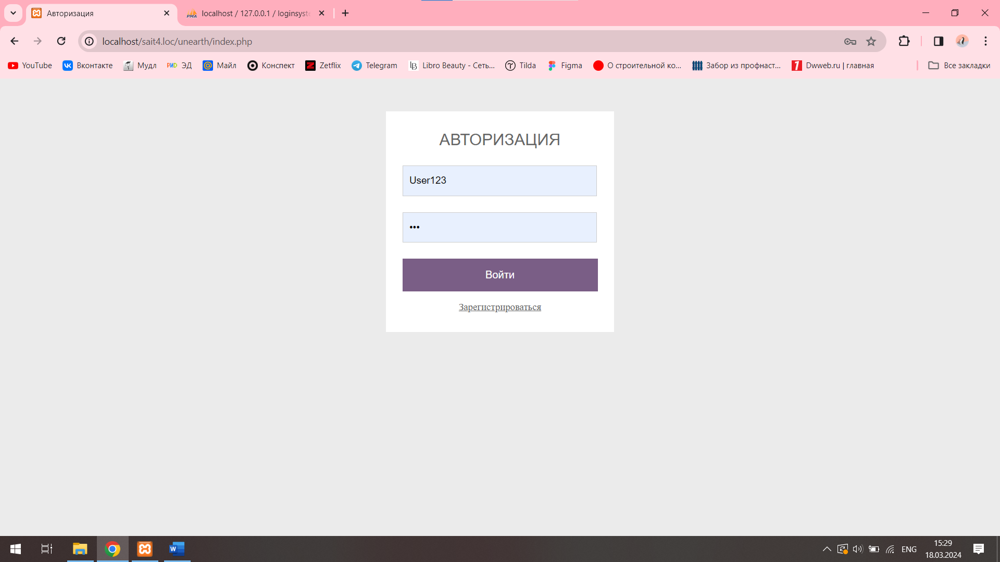 Авторизация
localhost / 127.0.0.1 / loginsyste
localhost/sait4.loc/unearth/index.php
YouTube
Вконтакте
Мудл
РИО ЭД
Майл
Конспект
Zetflix
Telegram
LB Libro Beauty - Сеть...
Tilda
Figma
О строительной ко...
Забор из профнаст...
Dwweb.ru | главная
Все закладки
АВТОРИЗАЦИЯ
User123
•••
Войти
Зарегистрироваться
ENG
15:29
18.03.2024